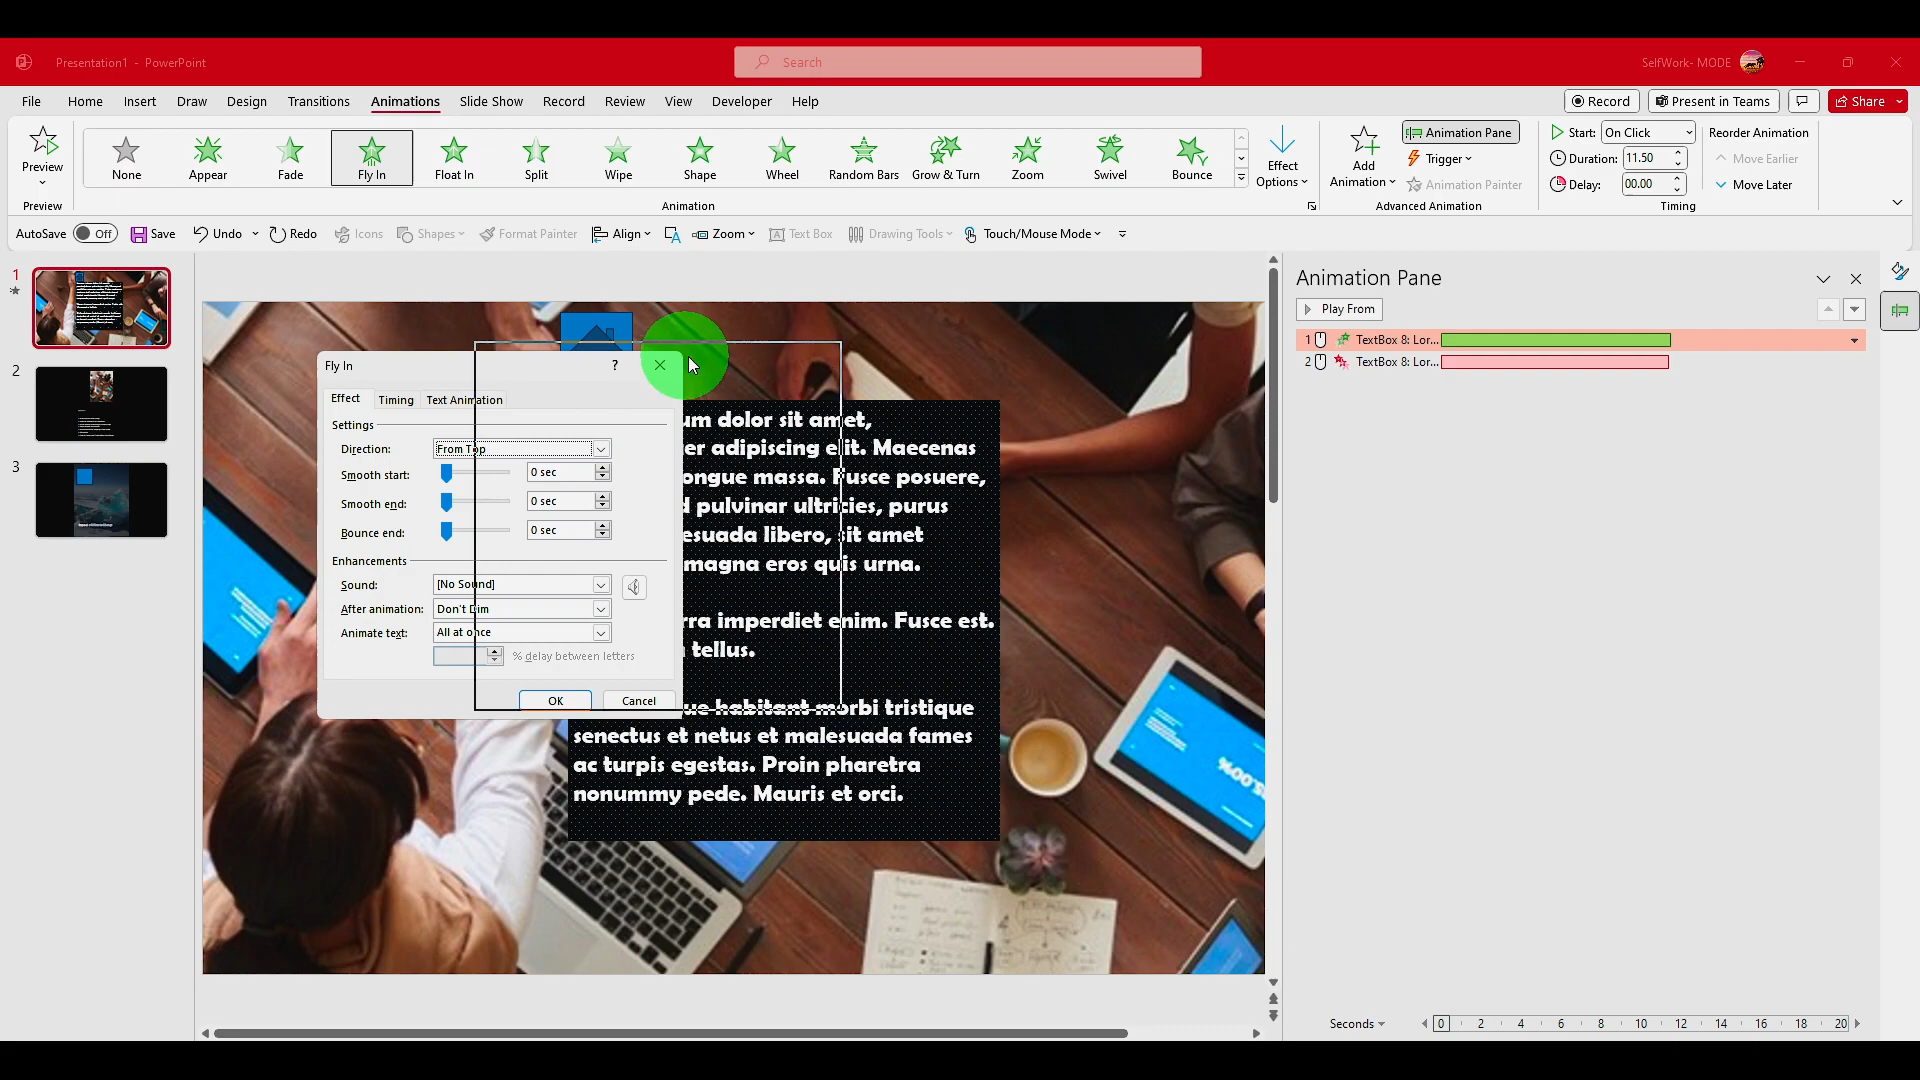 Presentation1 - PowerPoint
Search
SelfWork- MODE
File Home Insert Draw Design Transitions Animations Slide Show Record Review View Developer Help
Record
Present in Teams
Share
Preview
None
Appear
Fade
Fly In
Float In
Split
Wipe
Shape
Wheel
Random Bars
Grow & Turn
Zoom
Swivel
Bounce
Effect
Options
Add
Animation
Animation Pane
Trigger
Animation Painter
Start: On Click
Duration: 11.50
Delay: 00.00
Reorder Animation
Move Earlier
Move Later
Preview
Animation
Advanced Animation
Timing
AutoSave Off Save Undo Redo Icons Shapes Format Painter Align Zoom Text Box Drawing Tools Touch/Mouse Mode
1
2
3
Fly In
?
Effect Timing Text Animation
Settings
Direction: From Top
Smooth start: 0 sec
Smooth end: 0 sec
Bounce end: 0 sec
Enhancements
Sound: [No Sound]
After animation: Don't Dim
Animate text: All at once
% delay between letters
OK Cancel
um dolor sit amet,
er adipiscing elit. Maecenas
ongue massa. Fusce posuere,
d pulvinar ultricies, purus
esuada libero, sit amet
magna eros quis urna.
rra imperdiet enim. Fusce est.
tellus.
ue habitant morbi tristique
senectus et netus et malesuada fames
ac turpis egestas. Proin pharetra
nonummy pede. Mauris et orci.
Animation Pane
Play From
1 TextBox 8: Lor...
2 TextBox 8: Lor...
Seconds
0 2 4 6 8 10 12 14 16 18 20